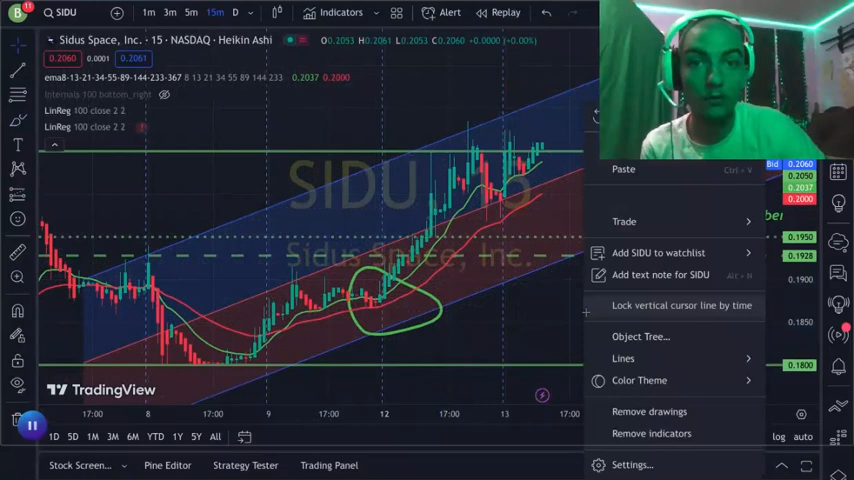 B
11
SIDU
1m 3m 5m 15m D
Indicators
Alert
Replay
Sidus Space, Inc. · 15 · NASDAQ · Heikin Ashi
O0.2053 H0.2061 L0.2053 C0.2060 +0.0000 (+0.00%)
0.2060 0.0001 0.2061
ema8-13-21-34-55-89-144-233-367 8 13 21 34 55 89 144 233 0.2037 0.2000
Internals 100 bottom_right
LinReg 100 close 2 2
LinReg 100 close 2 2
SIDU 15
Sidus Space, Inc.
Paste Ctrl + V
Trade
Add SIDU to watchlist
Add text note for SIDU Alt + N
Lock vertical cursor line by time
Object Tree...
Lines
Color Theme
Remove drawings
Remove indicators
Settings...
Bid 0.2060
0.2050
0.2037
0.2000
0.1950
0.1928
0.1900
0.1850
0.1800
TradingView
17:00 8 17:00 9 17:00 12 17:00 13 17:00
1D 5D 1M 3M 6M YTD 1Y 5Y All
log auto
Stock Screen... Pine Editor Strategy Tester Trading Panel